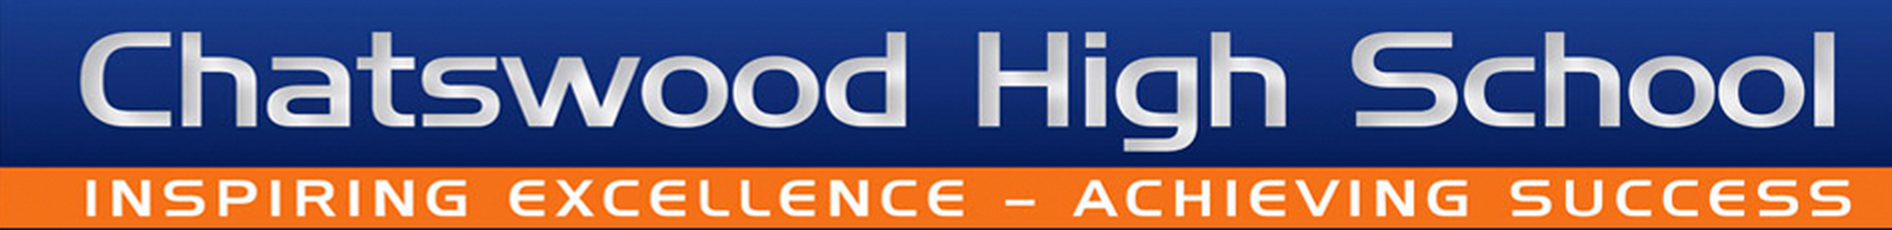 Chatswood High School
INSPIRING EXCELLENCE – ACHIEVING SUCCESS